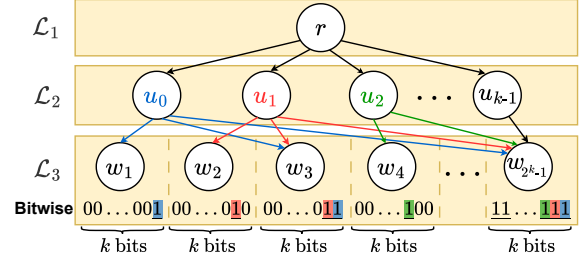 ℒ₁ r
ℒ₂ u₀ u₁ u₂ ... uₖ₋₁
ℒ₃ w₁ w₂ w₃ w₄ ... w₂ᵏ₋₁
Bitwise 00...001 00...010 00...011 00...100 11...111
k bits k bits k bits k bits k bits